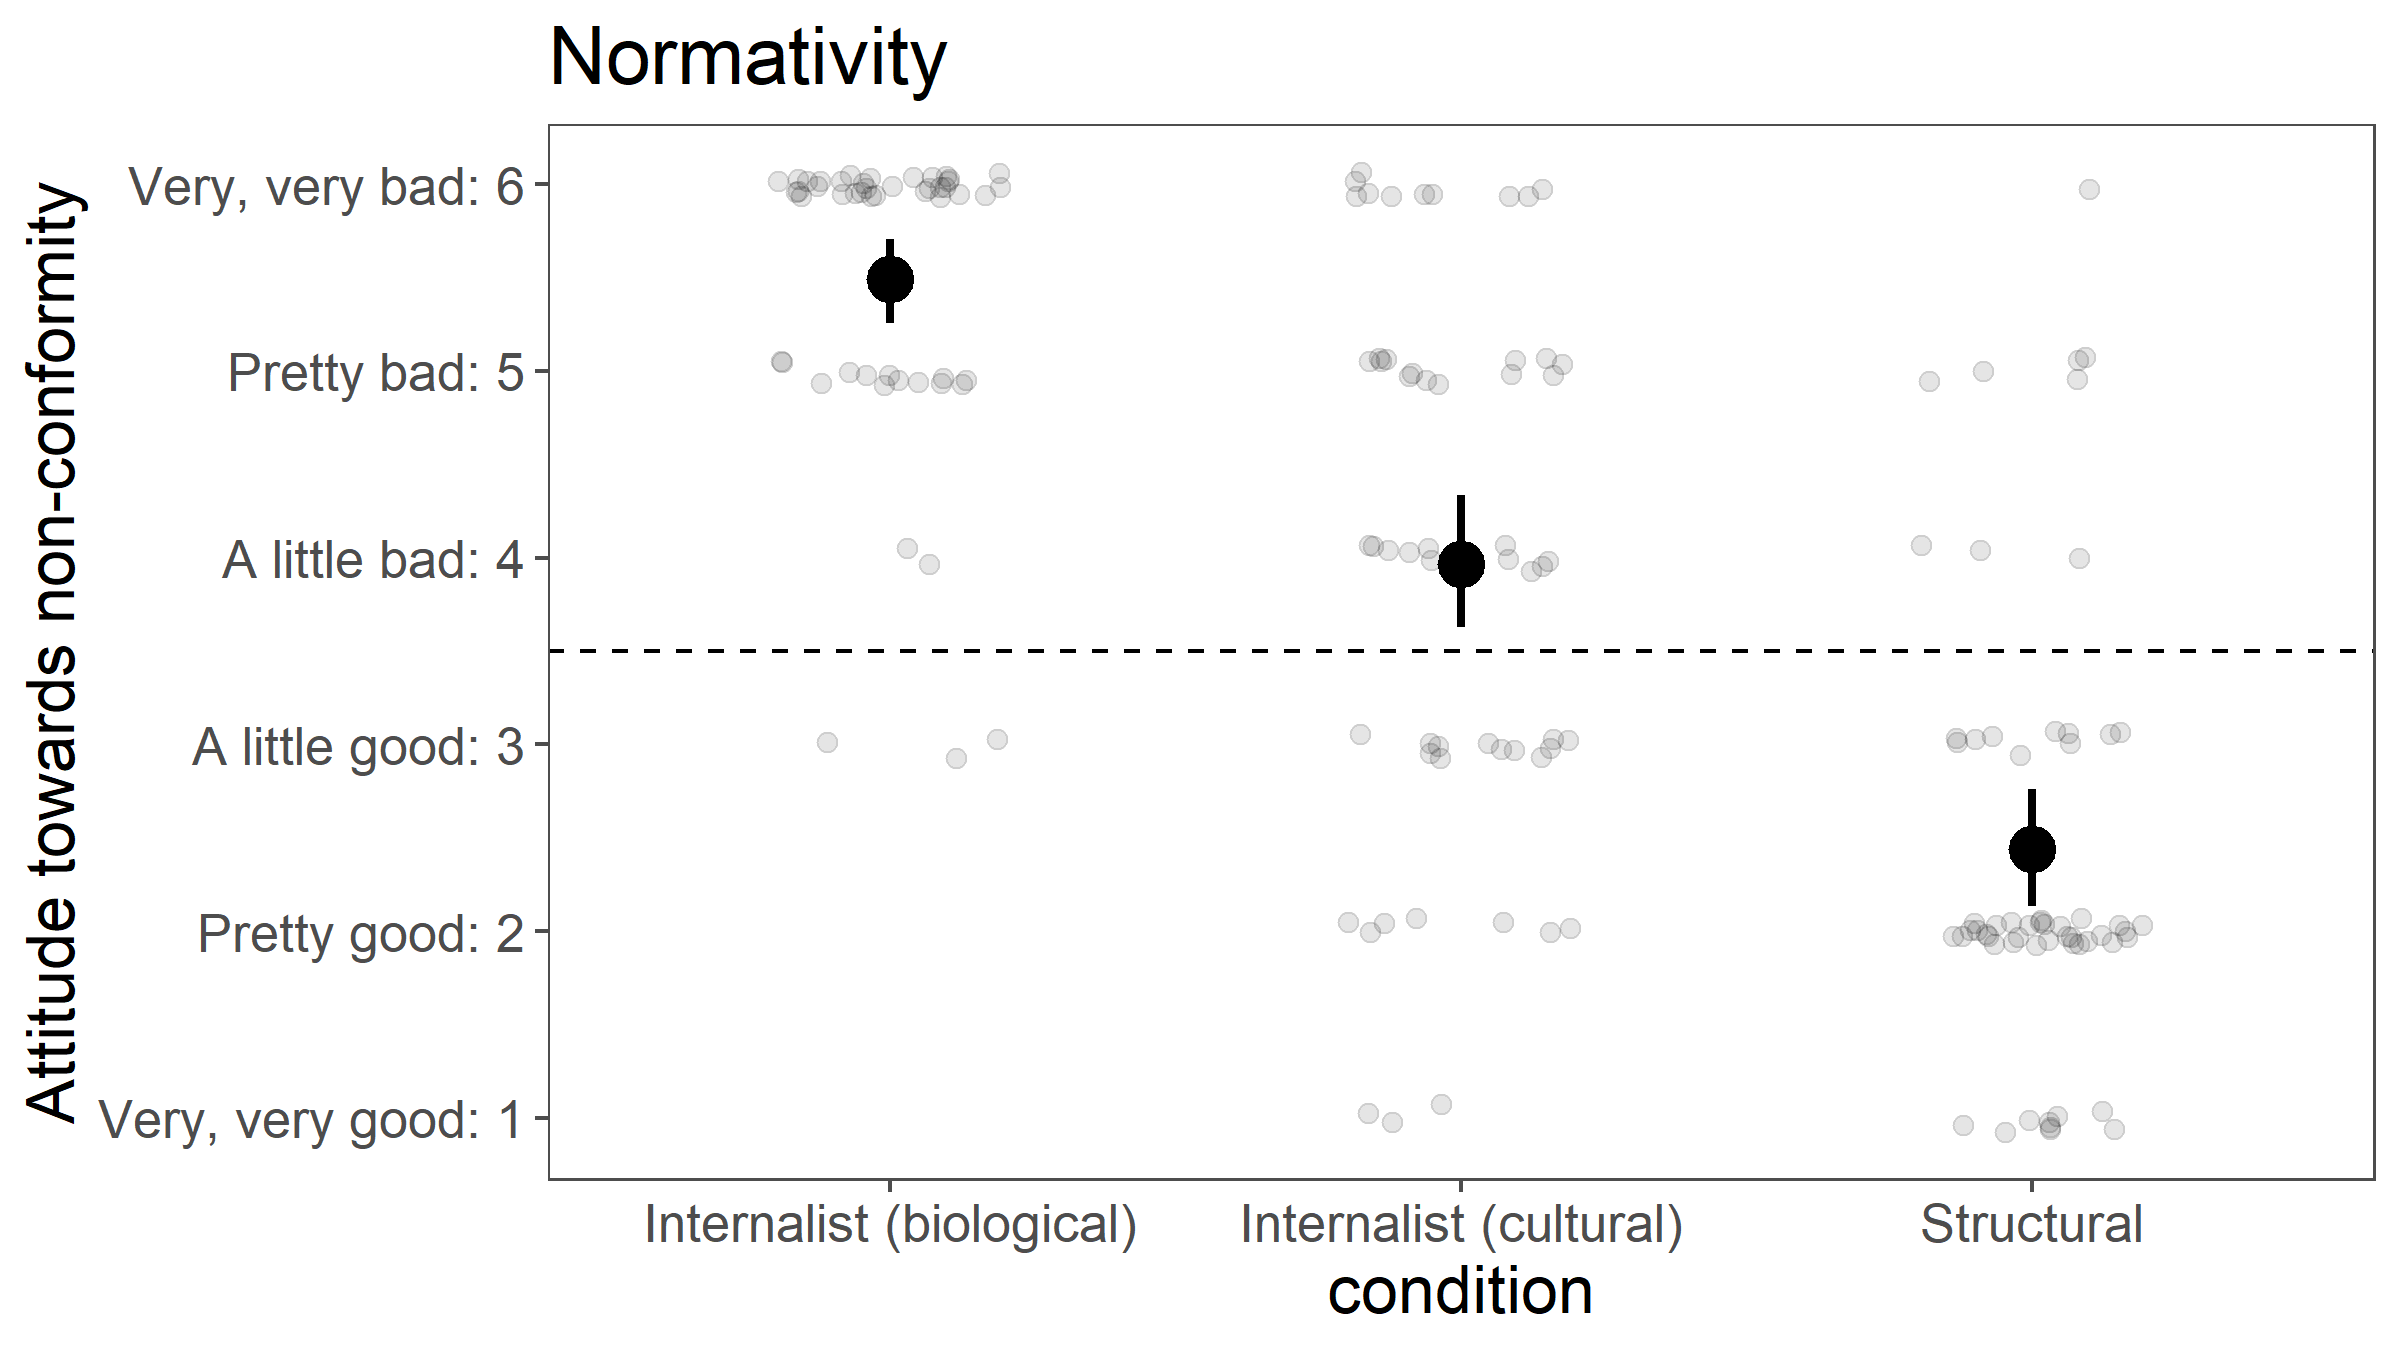 Normativity
Attitude towards non-conformity
Very, very bad: 6
Pretty bad: 5
A little bad: 4
A little good: 3
Pretty good: 2
Very, very good: 1
Internalist (biological)
Internalist (cultural)
Structural
condition